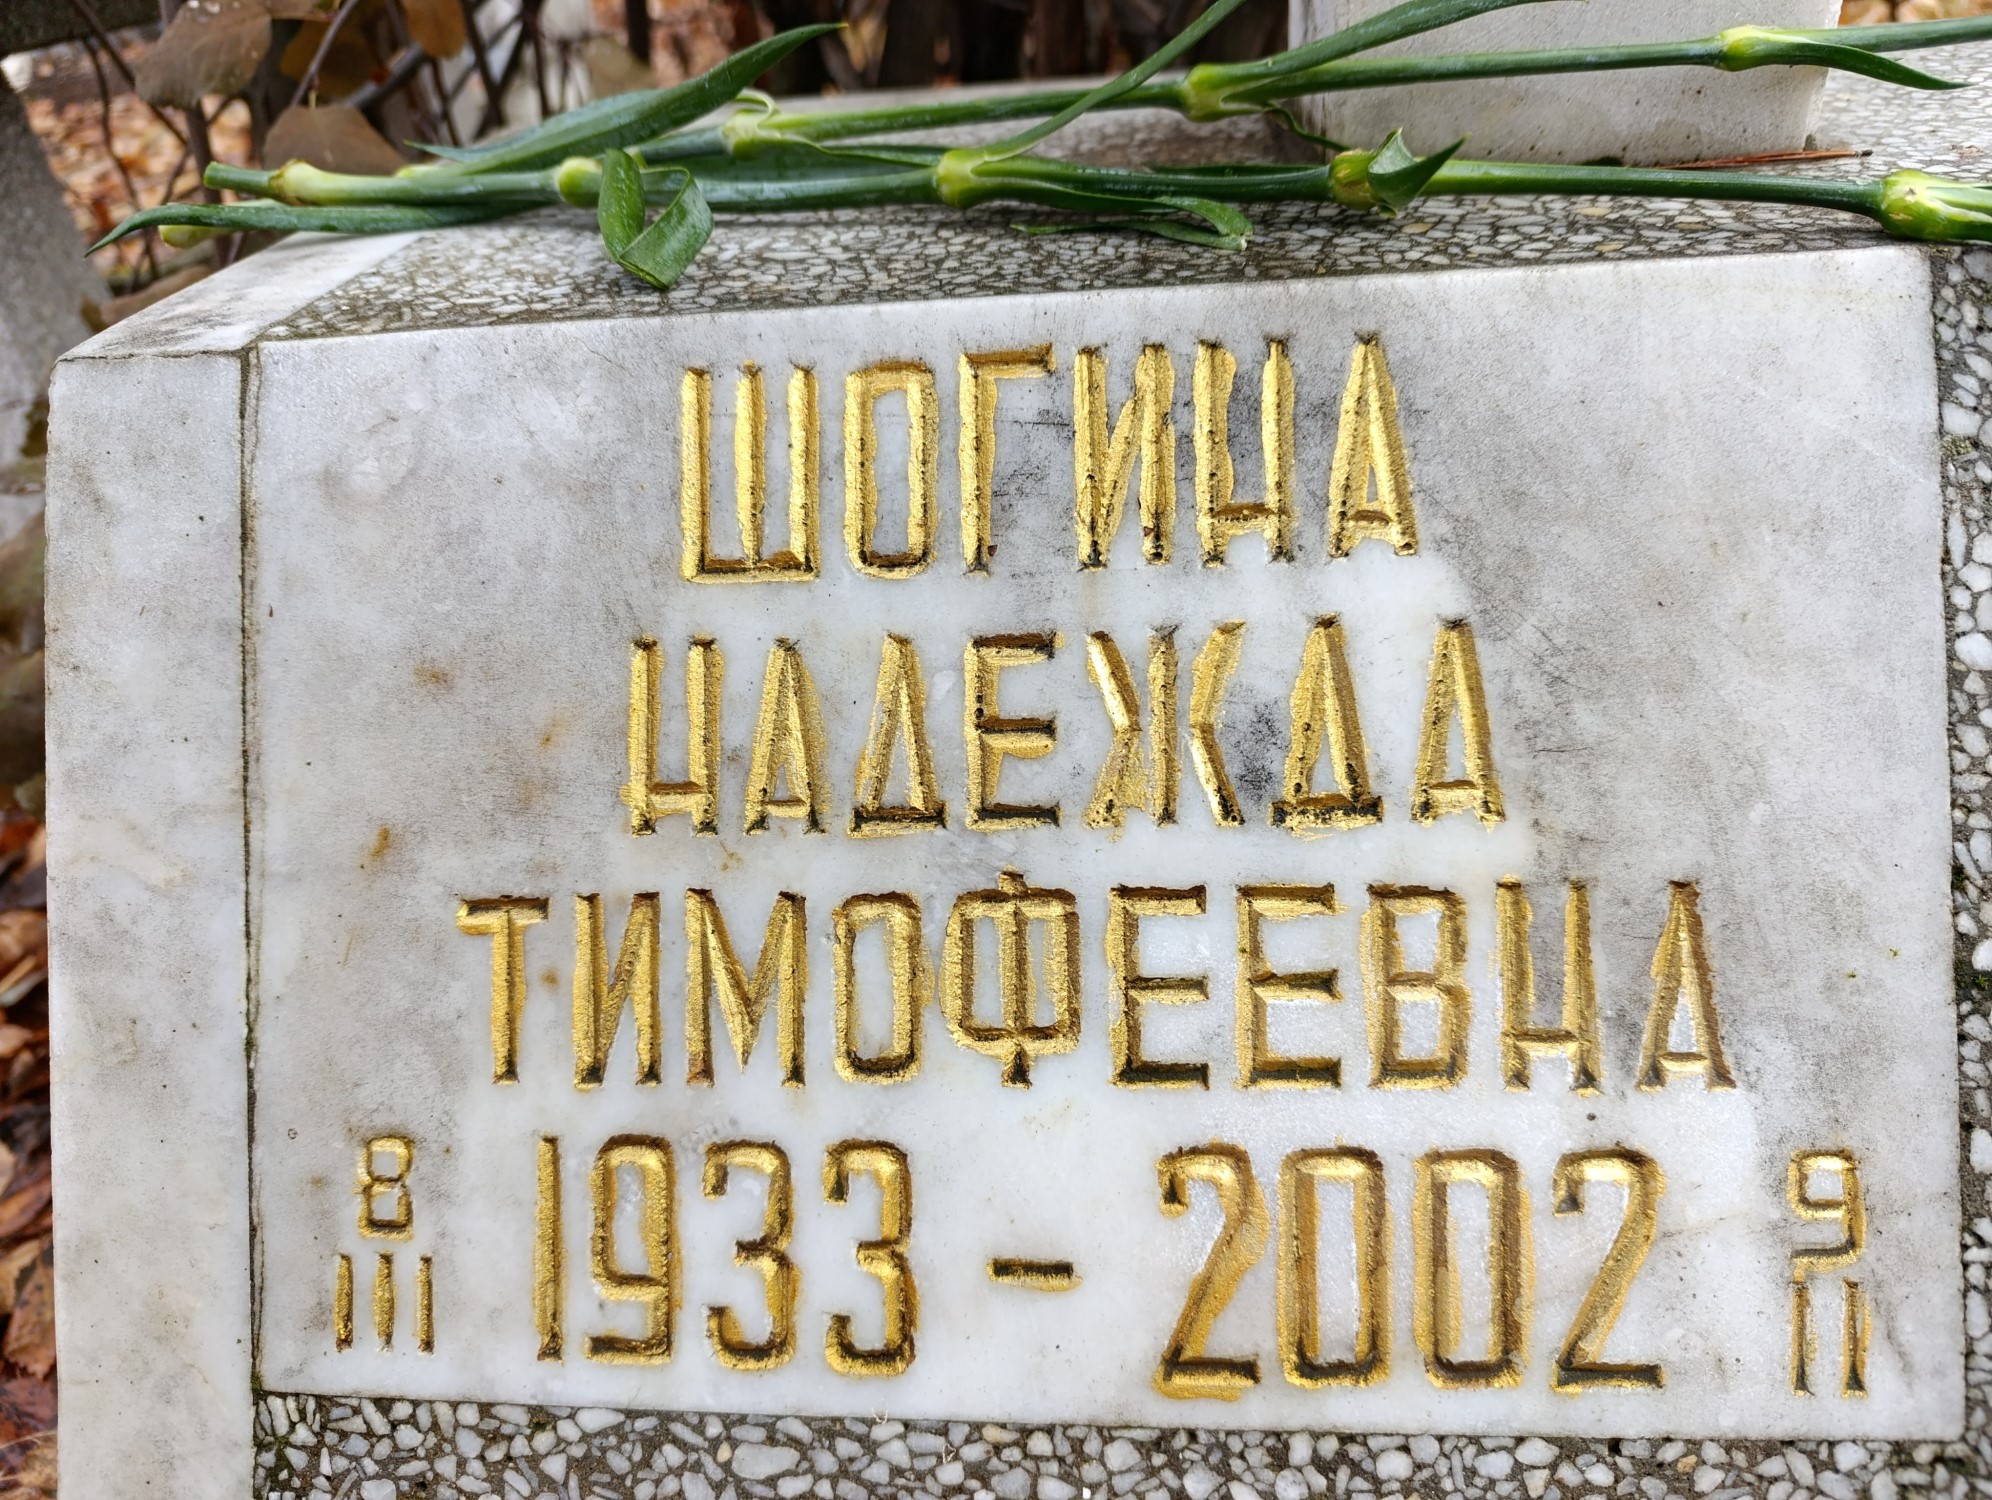 ШОГИНА
НАДЕЖДА
ТИМОФЕЕВНА
8 III 1933 – 2002 9 II